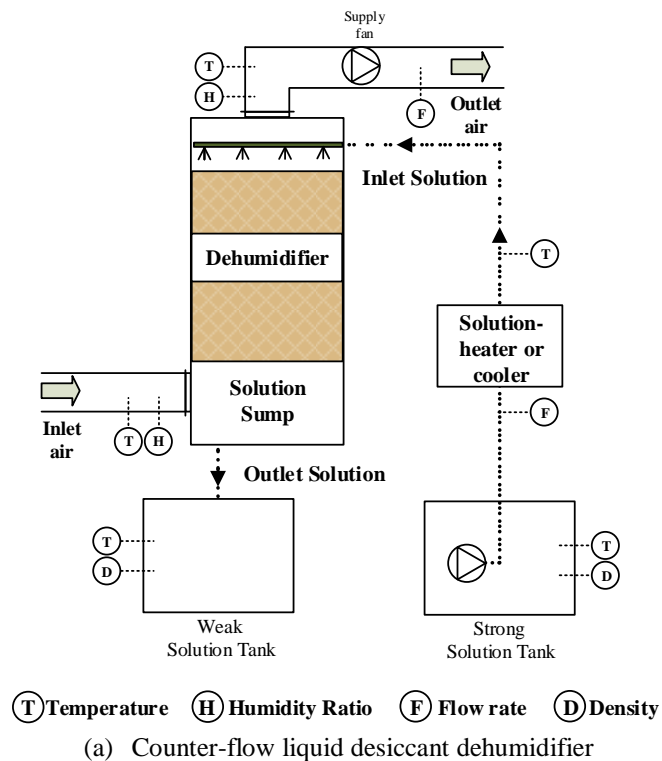 Supply
fan
T
H
F
Outlet
air
Inlet Solution
Dehumidifier
T
Solution-
heater or
cooler
Solution
Sump
F
Inlet
air
T
H
Outlet Solution
T
D
T
D
Weak
Solution Tank
Strong
Solution Tank
T Temperature H Humidity Ratio F Flow rate D Density
(a) Counter-flow liquid desiccant dehumidifier